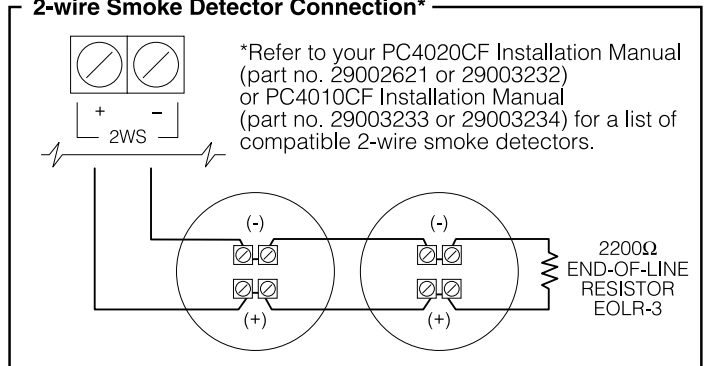 2-wire Smoke Detector Connection*
*Refer to your PC4020CF Installation Manual
(part no. 29002621 or 29003232)
or PC4010CF Installation Manual
(part no. 29003233 or 29003234) for a list of
compatible 2-wire smoke detectors.
+ –
2WS
(-) (-)
(+) (+)
2200Ω
END-OF-LINE
RESISTOR
EOLR-3